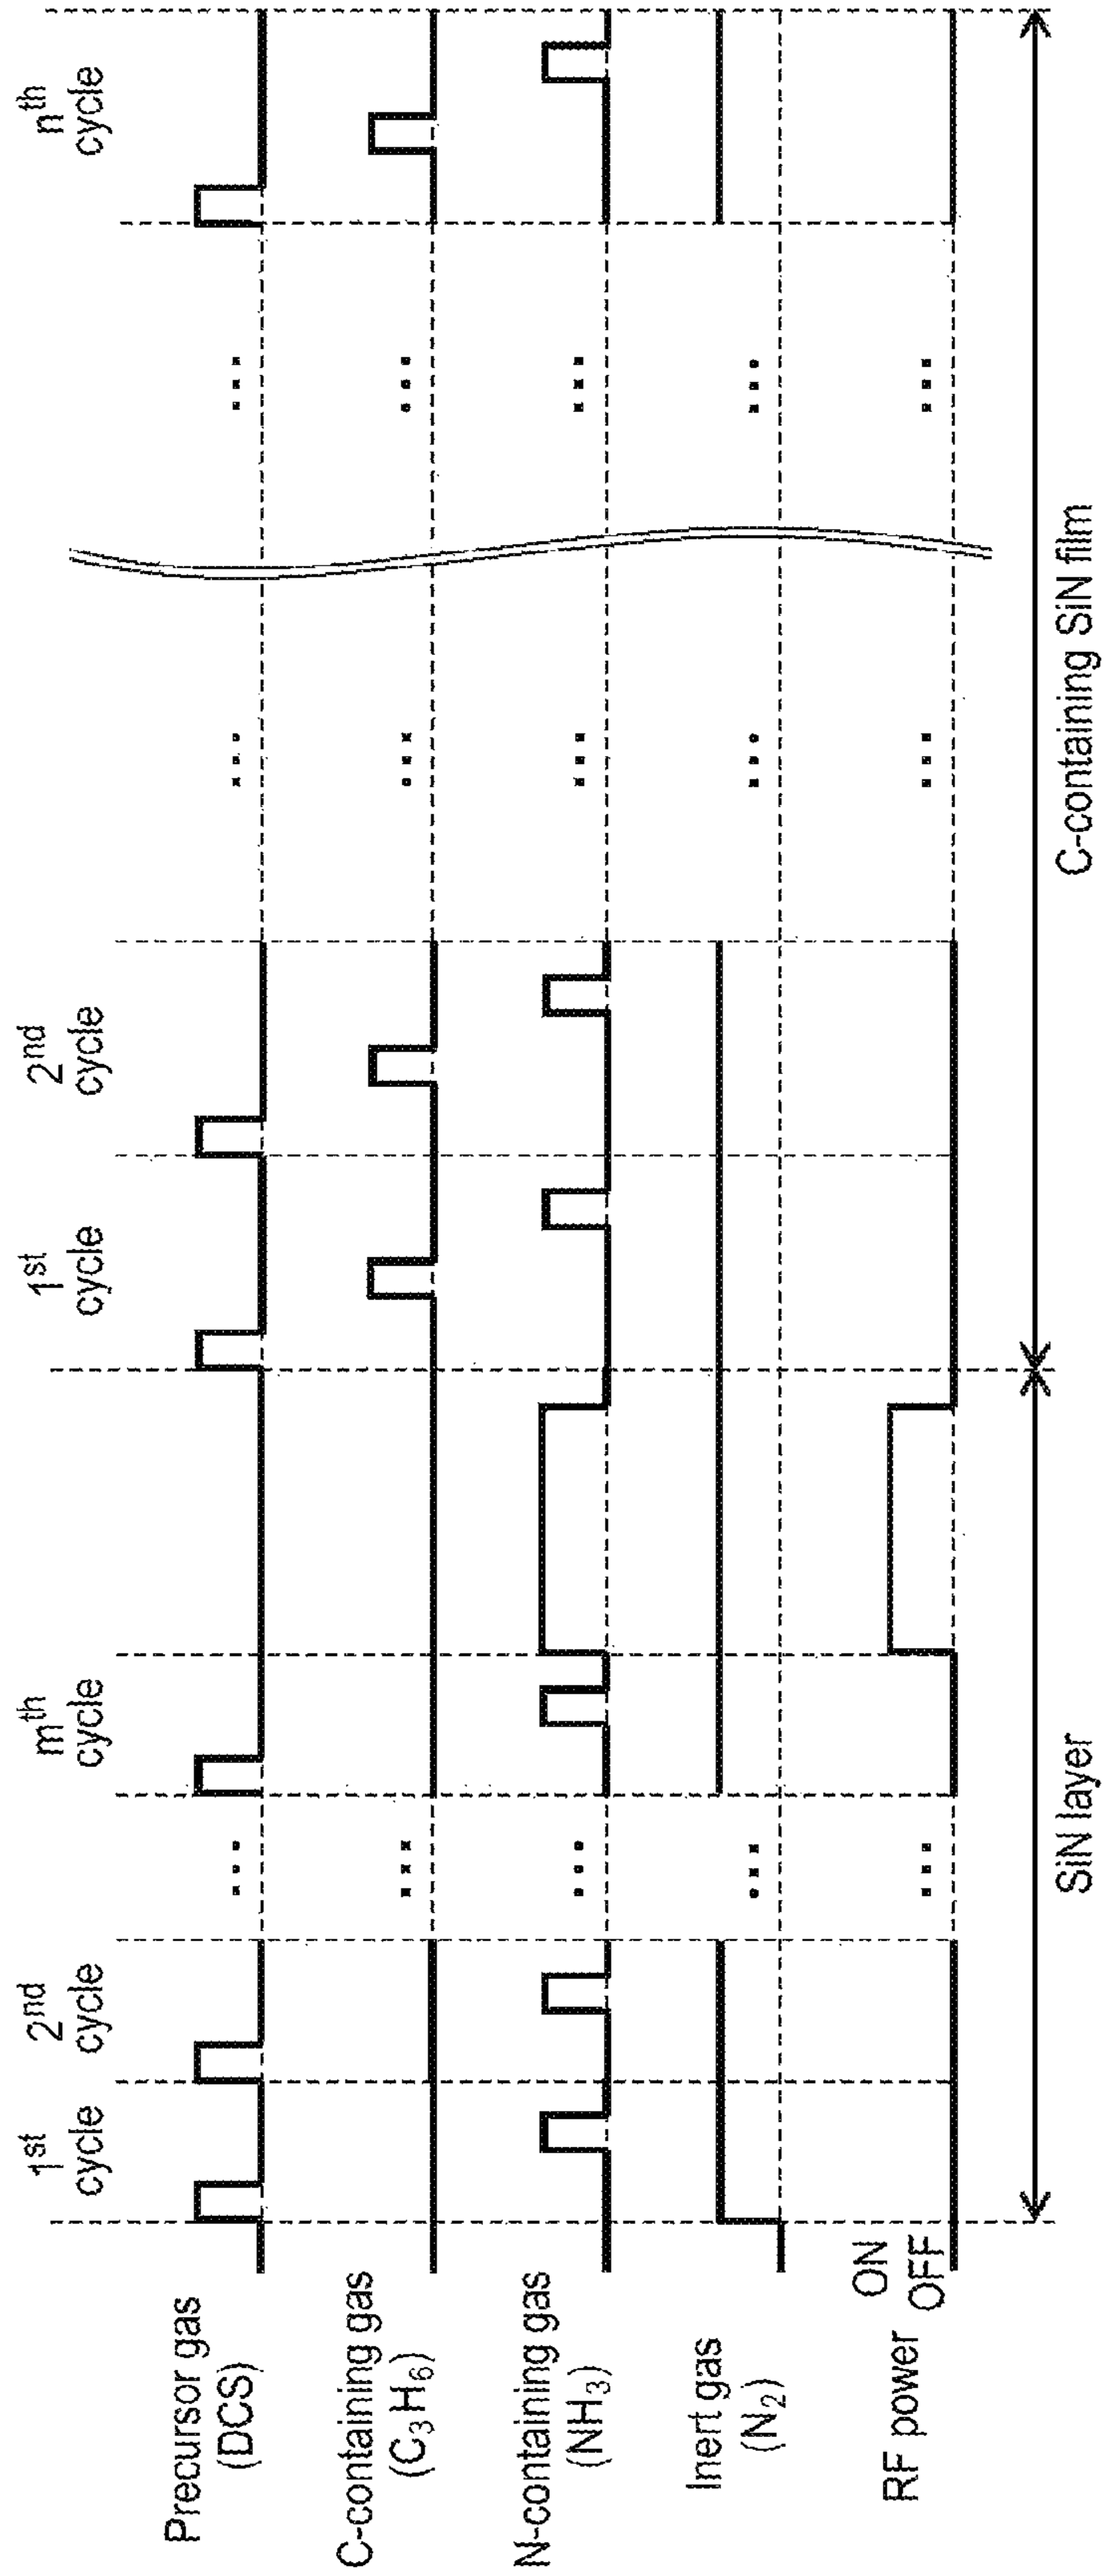 1st
cycle
2nd
cycle
mth
cycle
1st
cycle
2nd
cycle
nth
cycle
Precursor gas
(DCS)
C-containing gas
(C3H6)
N-containing gas
(NH3)
Inert gas
(N2)
RF power
ON
OFF
SiN layer
C-containing SiN film